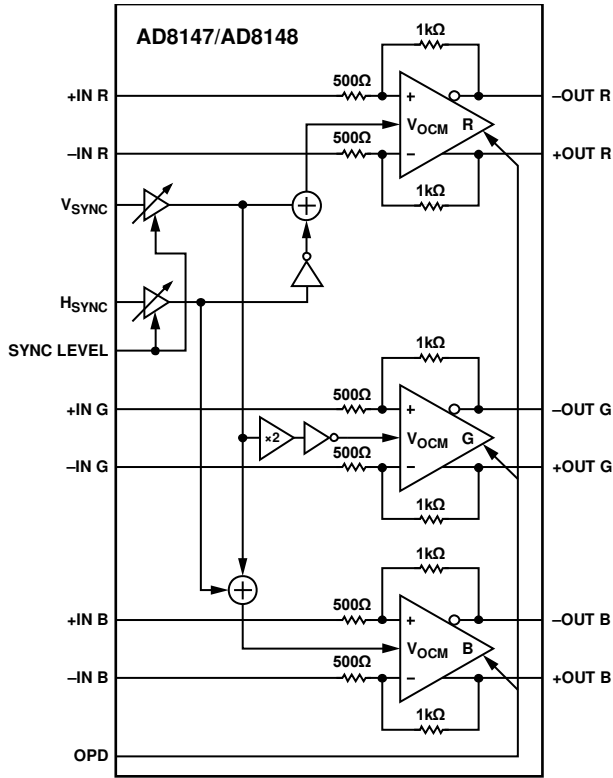 AD8147/AD8148
1kΩ
+IN R
500Ω
+
–OUT R
V_OCM R
–IN R
500Ω
–
+OUT R
1kΩ
V_SYNC
+
H_SYNC
SYNC LEVEL
1kΩ
+IN G
500Ω
+
–OUT G
×2
V_OCM G
–IN G
500Ω
–
+OUT G
1kΩ
1kΩ
+
+IN B
500Ω
+
–OUT B
V_OCM B
–IN B
500Ω
–
+OUT B
1kΩ
OPD